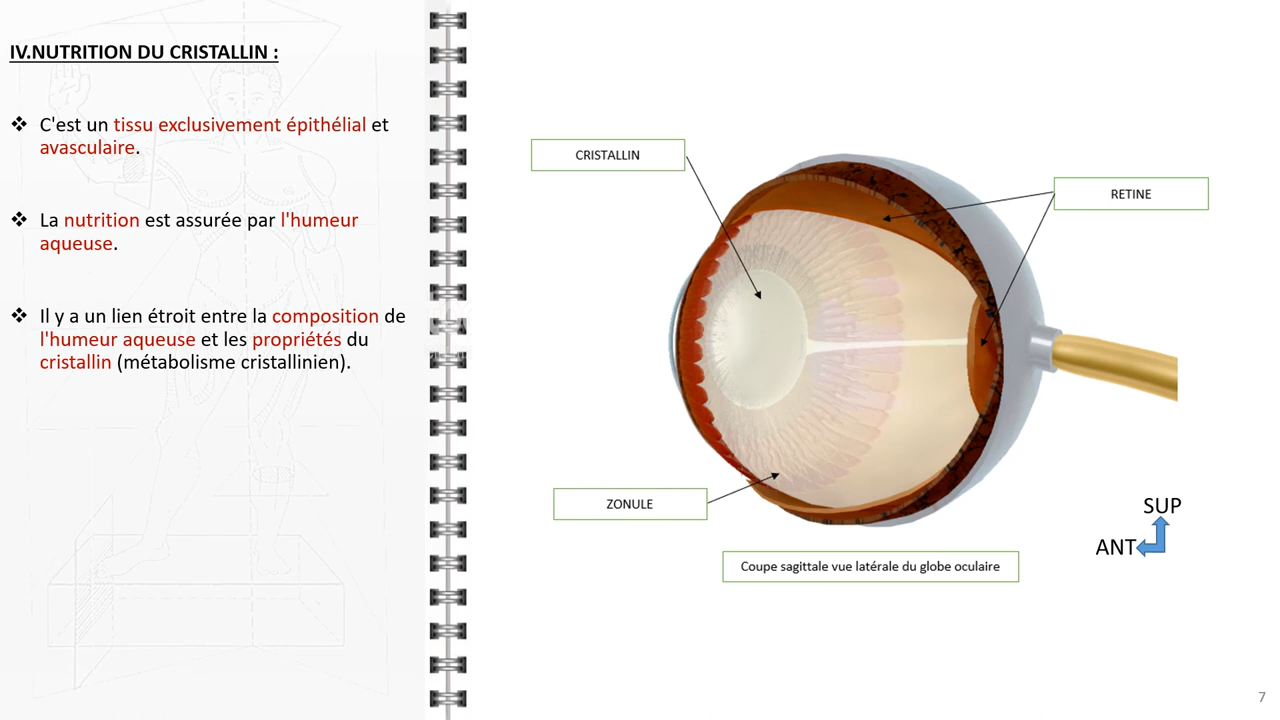 IV.NUTRITION DU CRISTALLIN :
❖ C'est un tissu exclusivement épithélial et
avasculaire.
❖ La nutrition est assurée par l'humeur
aqueuse.
❖ Il y a un lien étroit entre la composition de
l'humeur aqueuse et les propriétés du
cristallin (métabolisme cristallinien).
CRISTALLIN
RETINE
ZONULE
SUP
ANT
Coupe sagittale vue latérale du globe oculaire
7